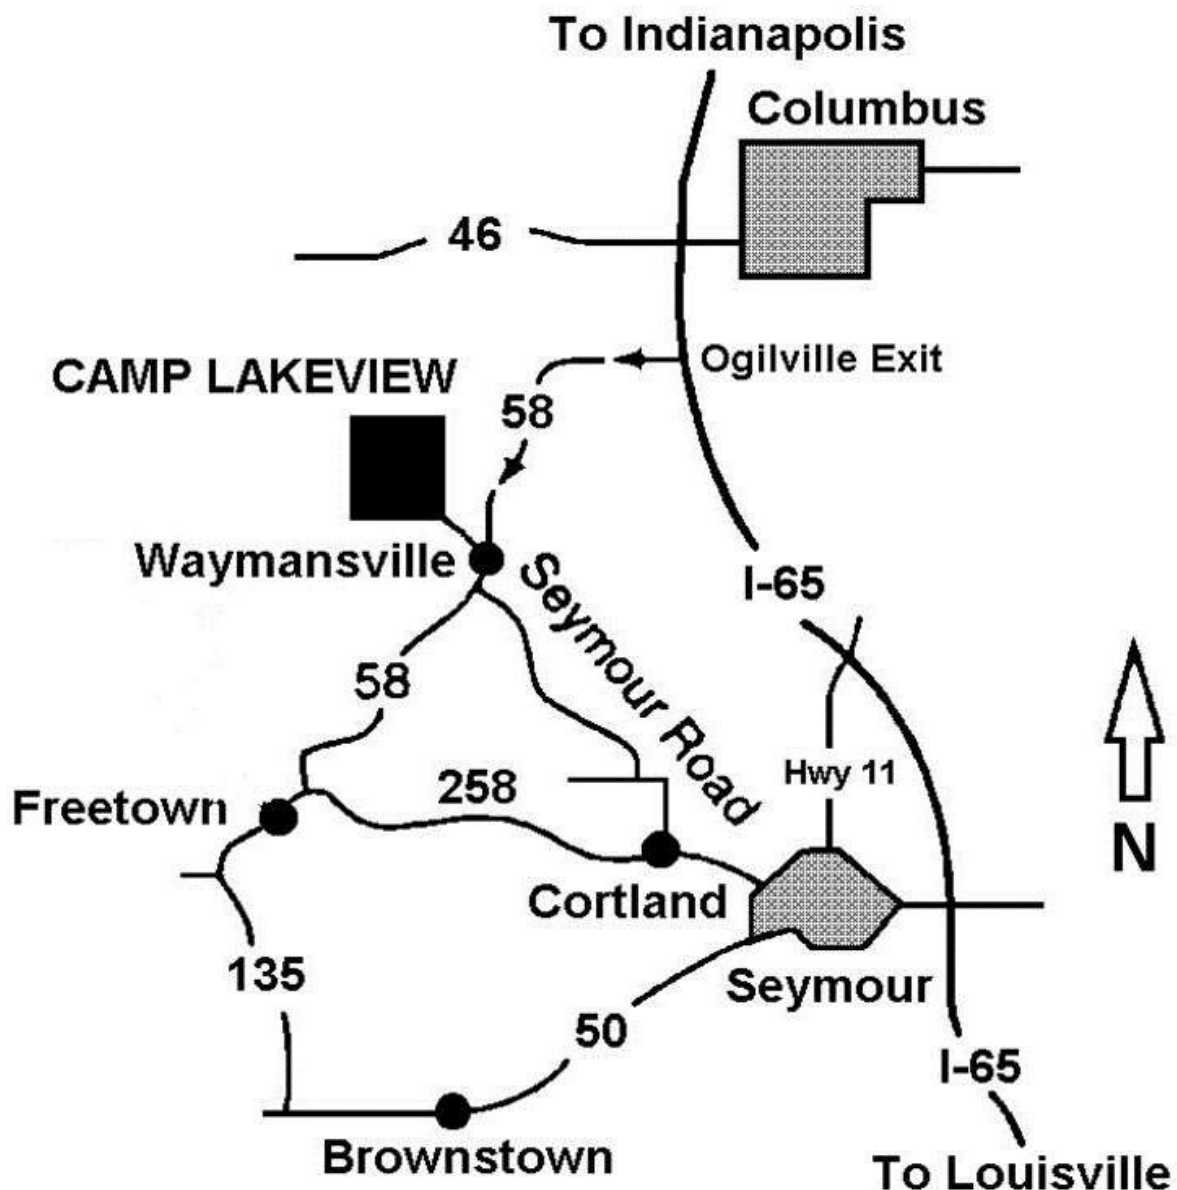 To Indianapolis
Columbus
46
CAMP LAKEVIEW
Ogilville Exit
58
Waymansville
Seymour Road
I-65
58
Hwy 11
258
Freetown
N
Cortland
135
Seymour
50
I-65
Brownstown
To Louisville